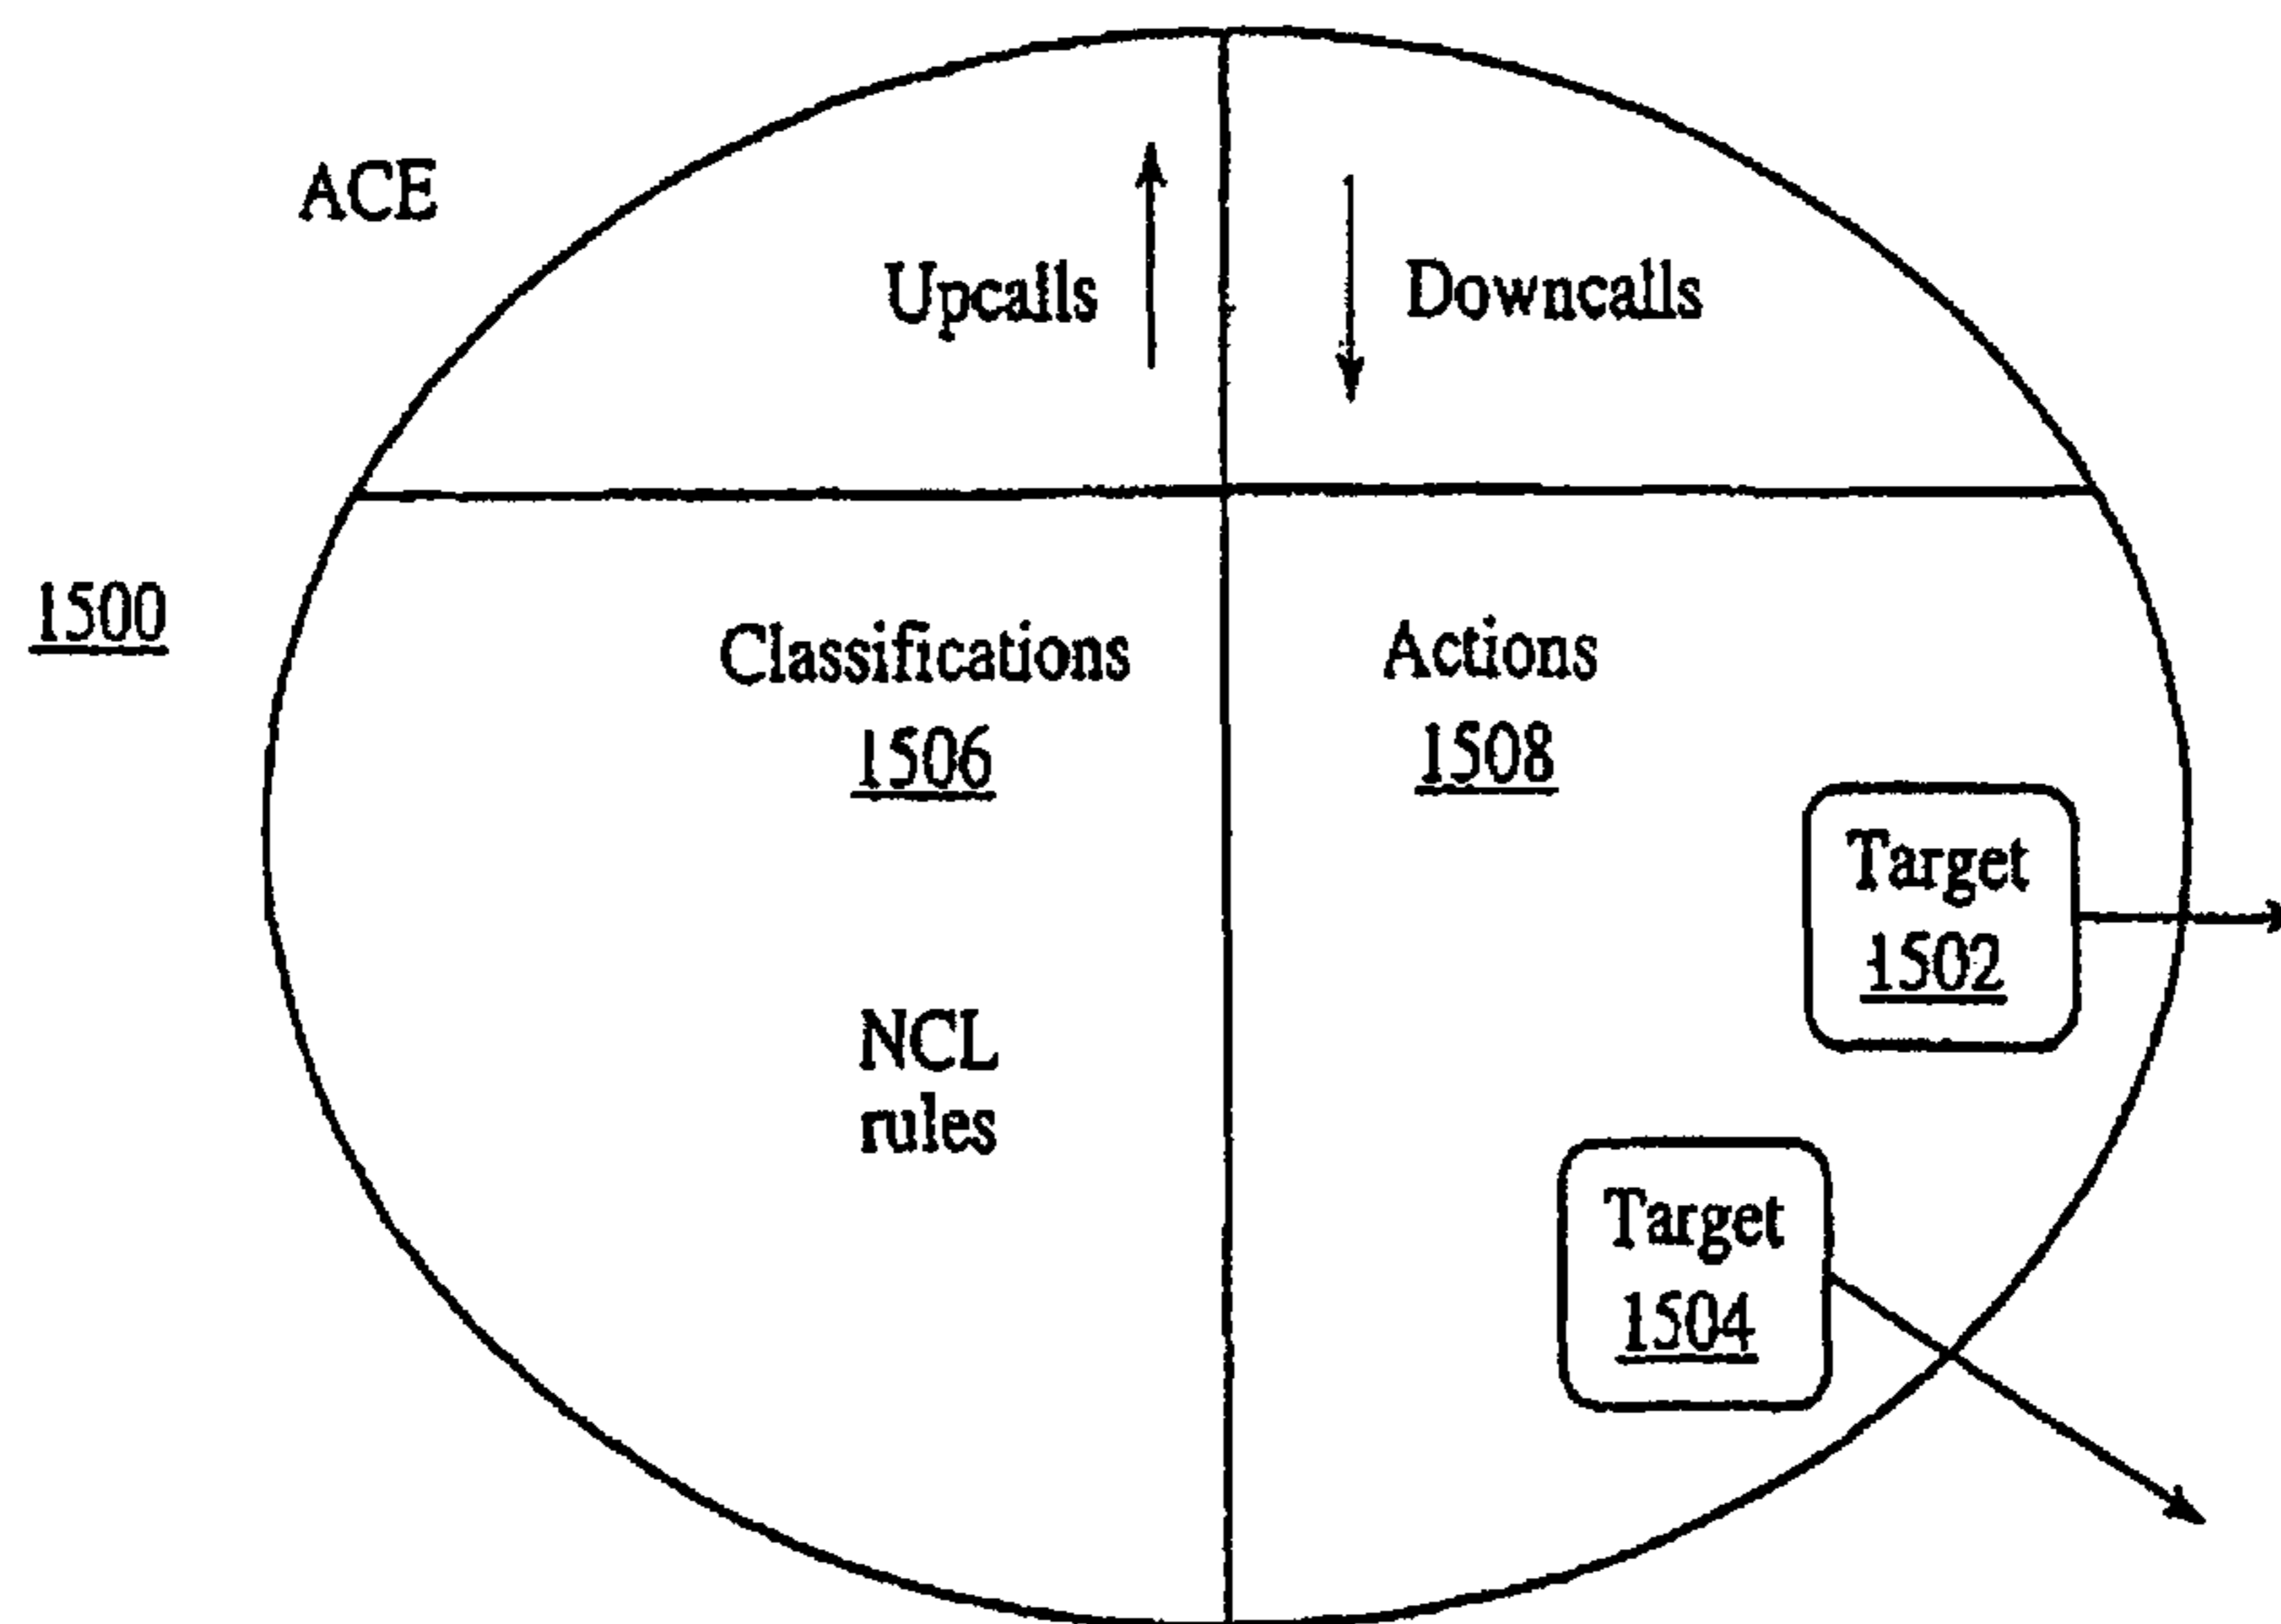 ACE
Upcalls
Downcalls
1500
Classifications
1506
Actions
1508
Target
1502
NCL
rules
Target
1504